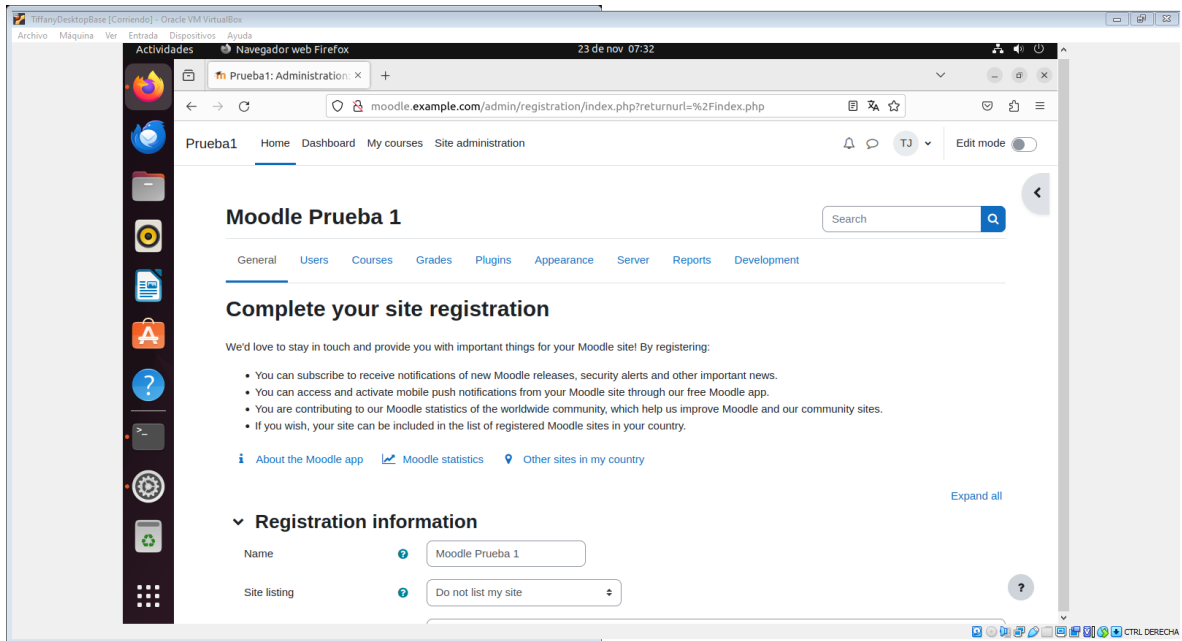 TiffanyDesktopBase [Corriendo] - Oracle VM VirtualBox
Archivo Máquina Ver Entrada Dispositivos Ayuda
Actividades Navegador web Firefox 23 de nov 07:32
Prueba1: Administration:
moodle.example.com/admin/registration/index.php?returnurl=%2Findex.php
Prueba1 Home Dashboard My courses Site administration TJ Edit mode
Moodle Prueba 1
Search
General Users Courses Grades Plugins Appearance Server Reports Development
Complete your site registration
We'd love to stay in touch and provide you with important things for your Moodle site! By registering:
• You can subscribe to receive notifications of new Moodle releases, security alerts and other important news.
• You can access and activate mobile push notifications from your Moodle site through our free Moodle app.
• You are contributing to our Moodle statistics of the worldwide community, which help us improve Moodle and our community sites.
• If you wish, your site can be included in the list of registered Moodle sites in your country.
About the Moodle app Moodle statistics Other sites in my country
Expand all
Registration information
Name Moodle Prueba 1
Site listing Do not list my site
CTRL DERECHA